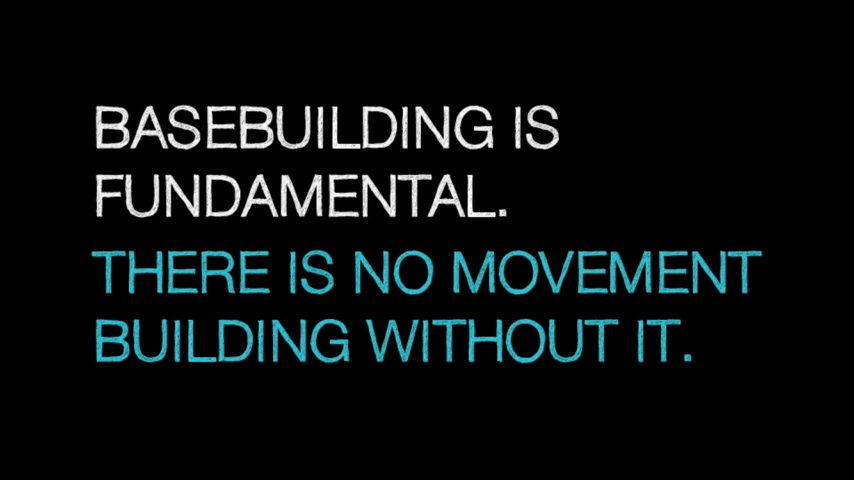 BASEBUILDING IS
FUNDAMENTAL.
THERE IS NO MOVEMENT
BUILDING WITHOUT IT.